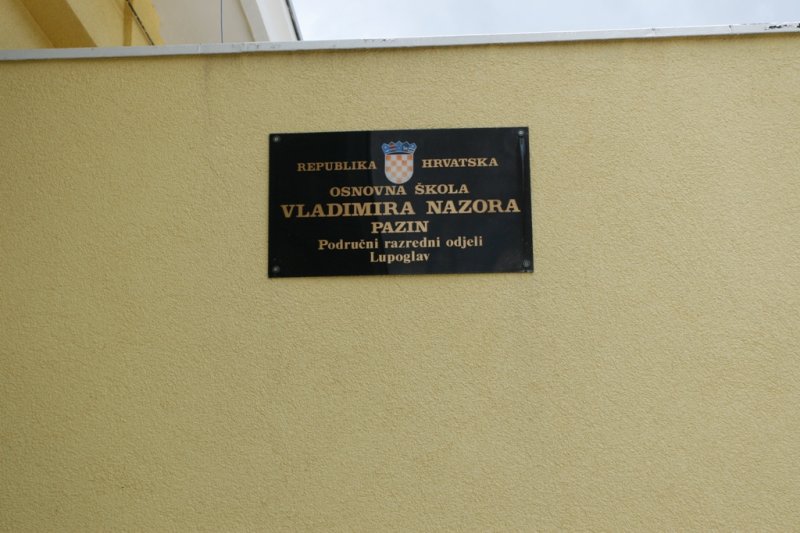 REPUBLIKA HRVATSKA
OSNOVNA ŠKOLA
VLADIMIRA NAZORA
PAZIN
Područni razredni odjeli
Lupoglav